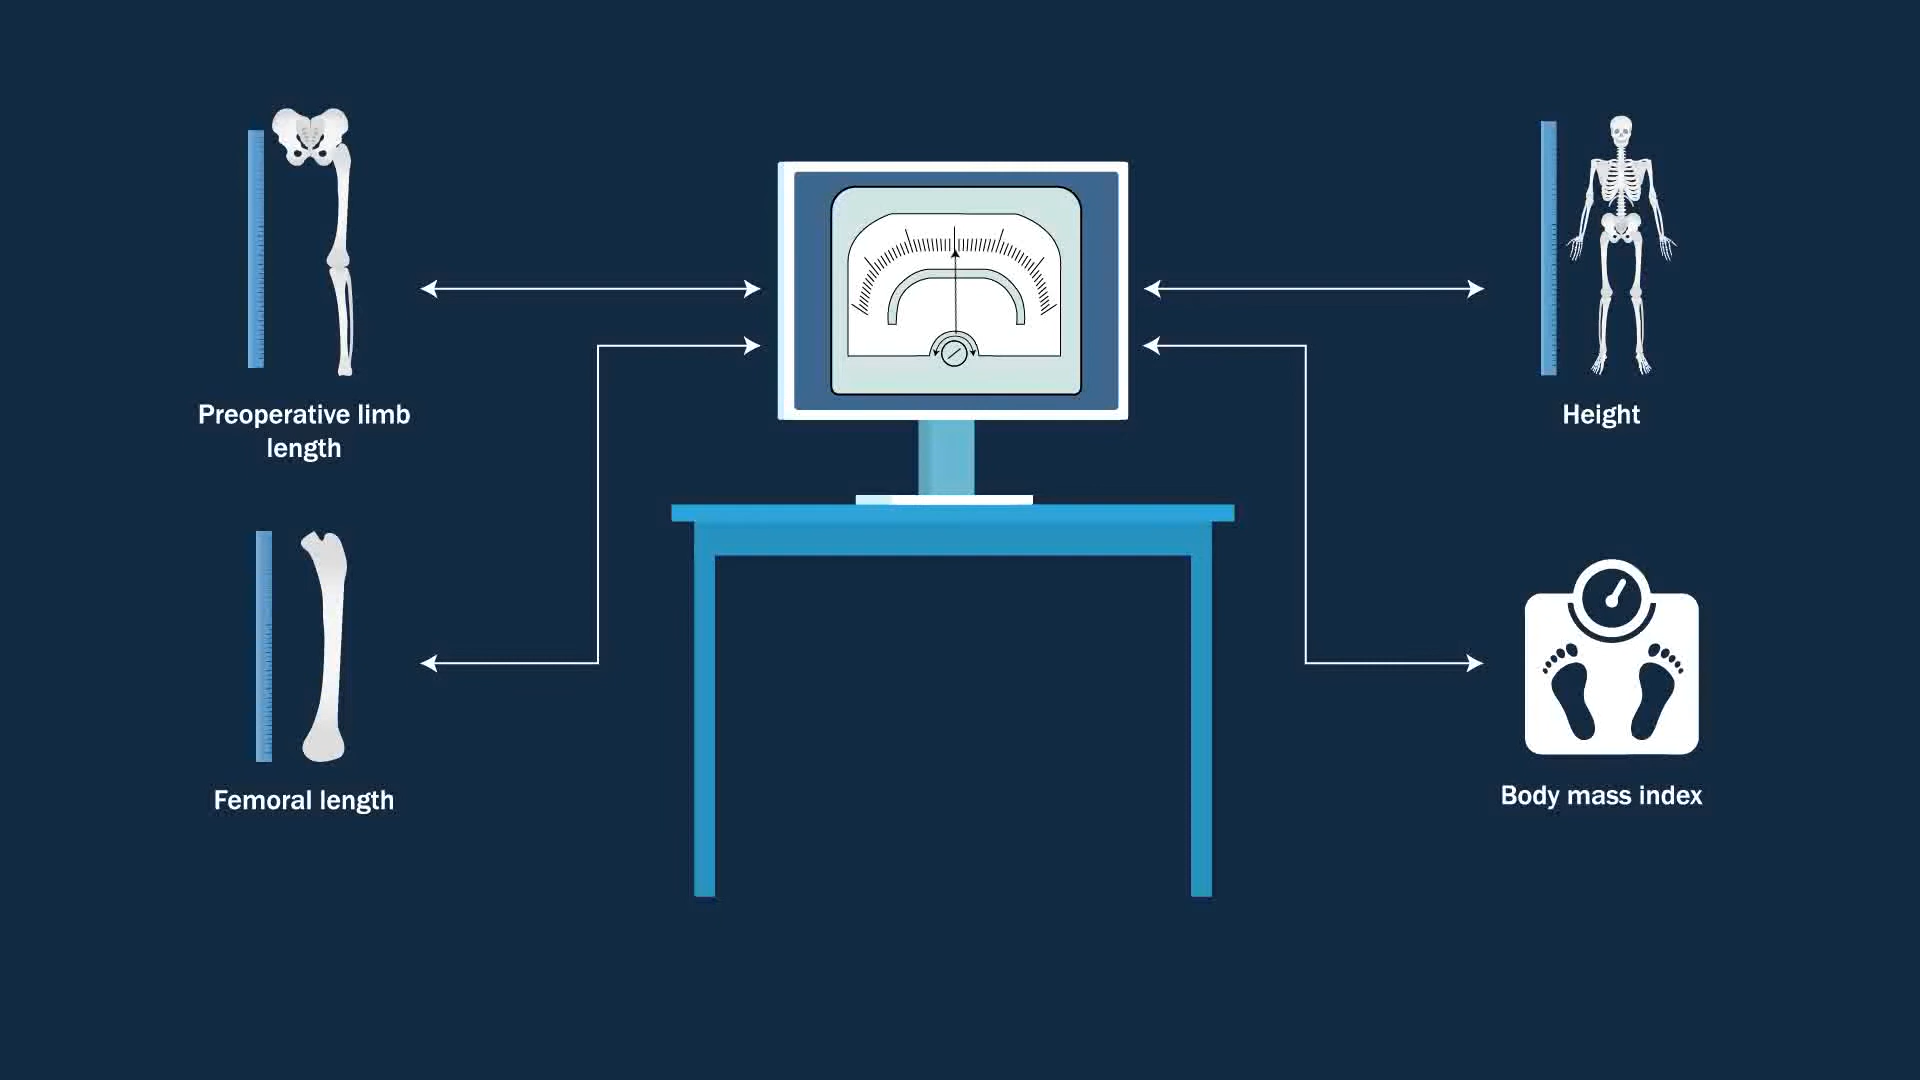 Preoperative limb
length
Height
Femoral length
Body mass index